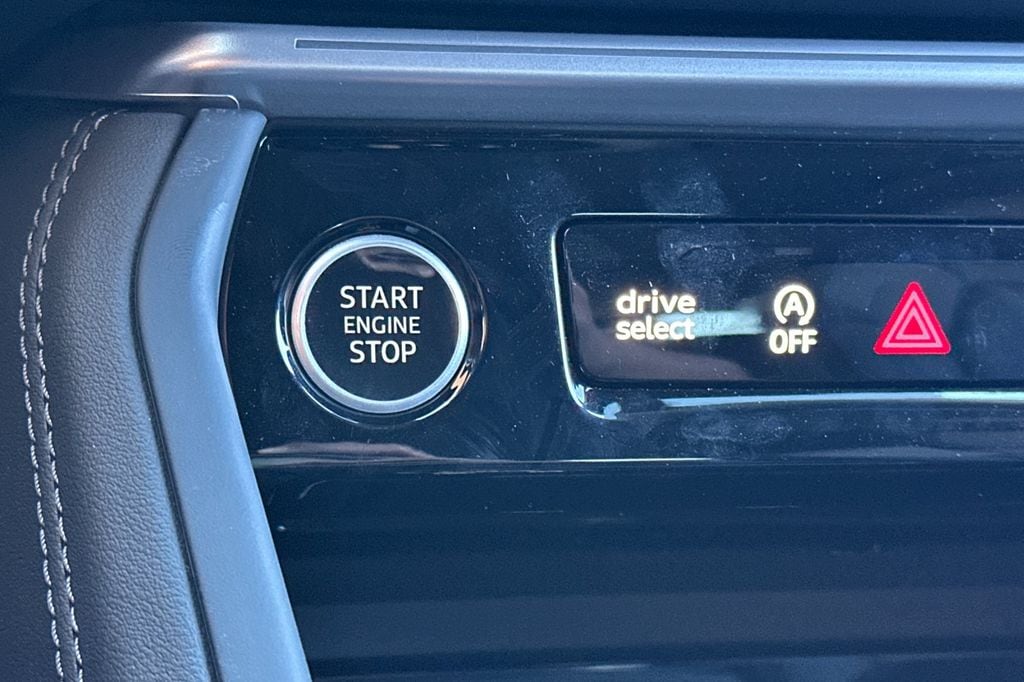 START
ENGINE
STOP
drive
select
A
OFF